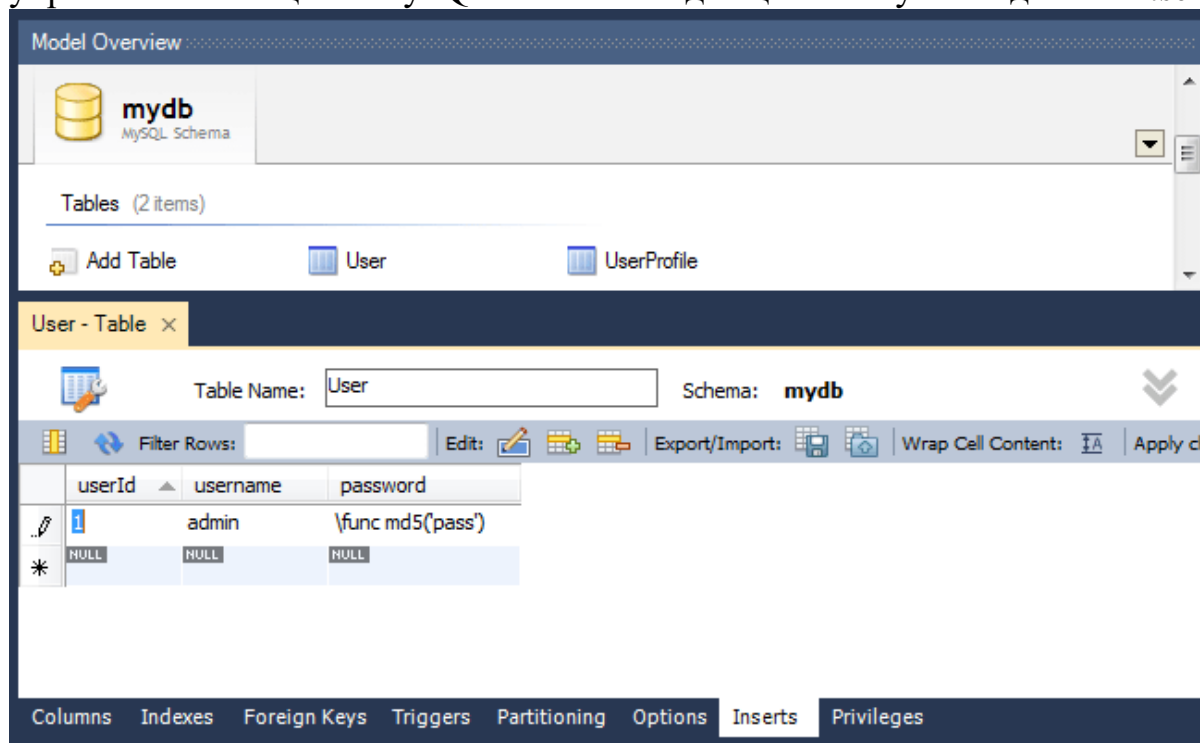 Model Overview
mydb
MySQL Schema
Tables (2 items)
Add Table User UserProfile
User - Table ×
Table Name: User Schema: mydb
Filter Rows: Edit: Export/Import: Wrap Cell Content: Apply
userId username password
1 admin \func md5('pass')
NULL NULL NULL
Columns Indexes Foreign Keys Triggers Partitioning Options Inserts Privileges